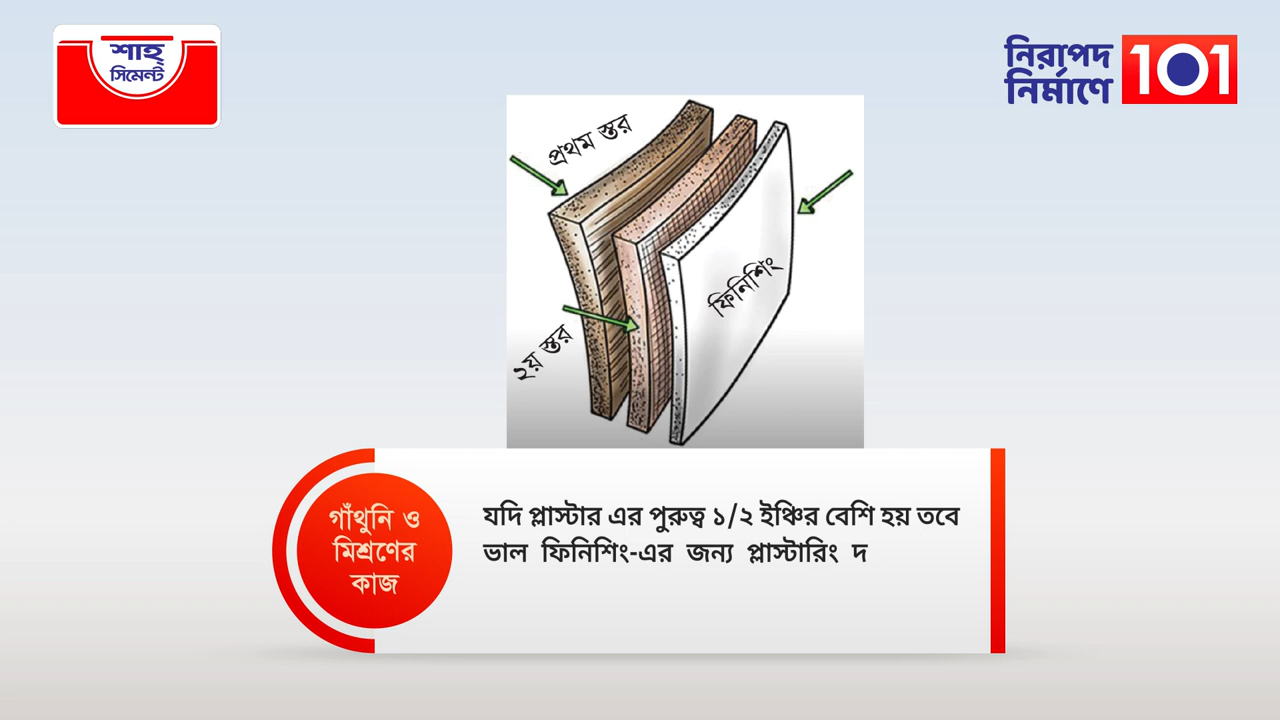 শাহ্
সিমেন্ট
নিরাপদ
নির্মাণে
101
প্রথম স্তর
২য় স্তর
ফিনিশিং
গাঁথুনি ও
মিশ্রণের
কাজ
যদি প্লাস্টার এর পুরুত্ব ১/২ ইঞ্চির বেশি হয় তবে
ভাল ফিনিশিং-এর জন্য প্লাস্টারিং দ